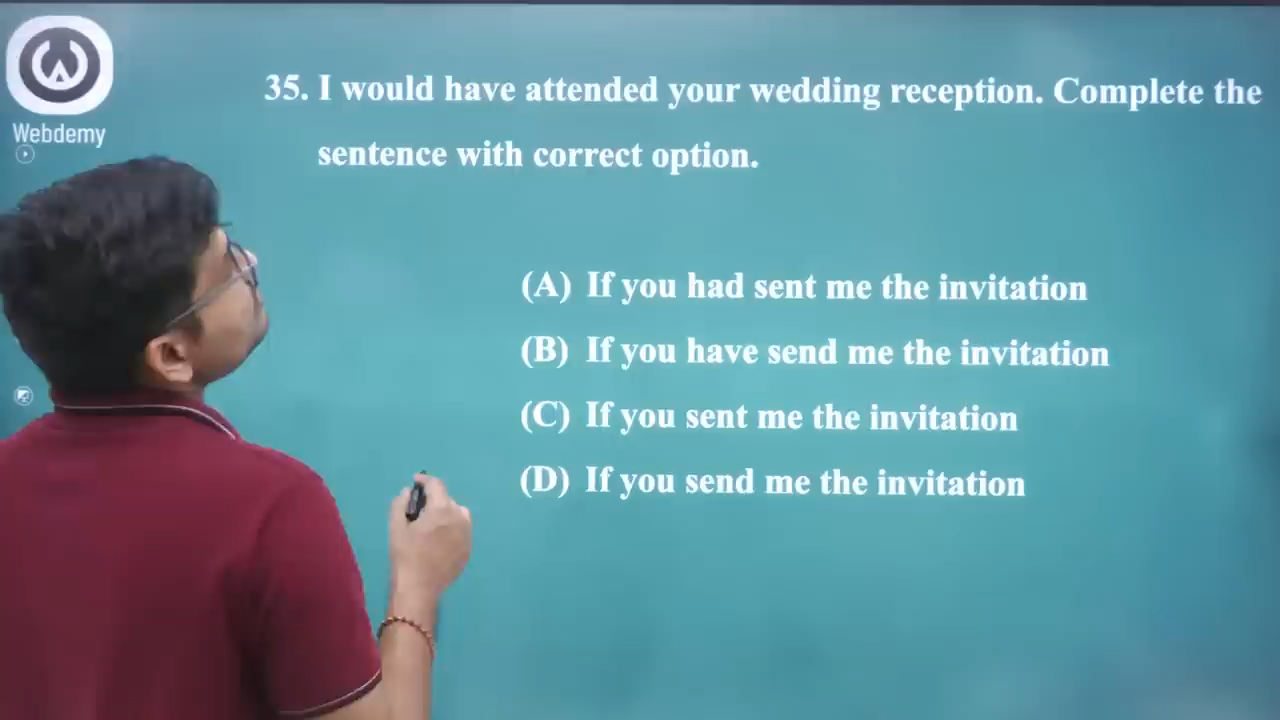 Webdemy
35. I would have attended your wedding reception. Complete the
sentence with correct option.
(A) If you had sent me the invitation
(B) If you have send me the invitation
(C) If you sent me the invitation
(D) If you send me the invitation